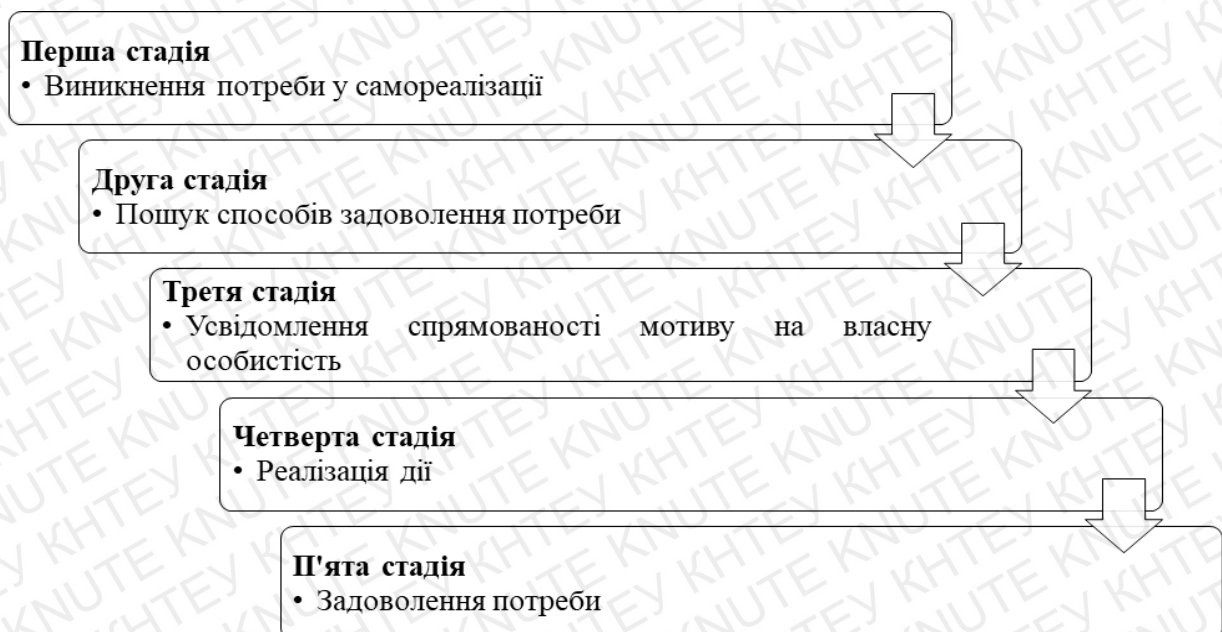 Перша стадія
• Виникнення потреби у самореалізації
Друга стадія
• Пошук способів задоволення потреби
Третя стадія
• Усвідомлення спрямованості мотиву на власну
особистість
Четверта стадія
• Реалізація дії
П'ята стадія
• Задоволення потреби